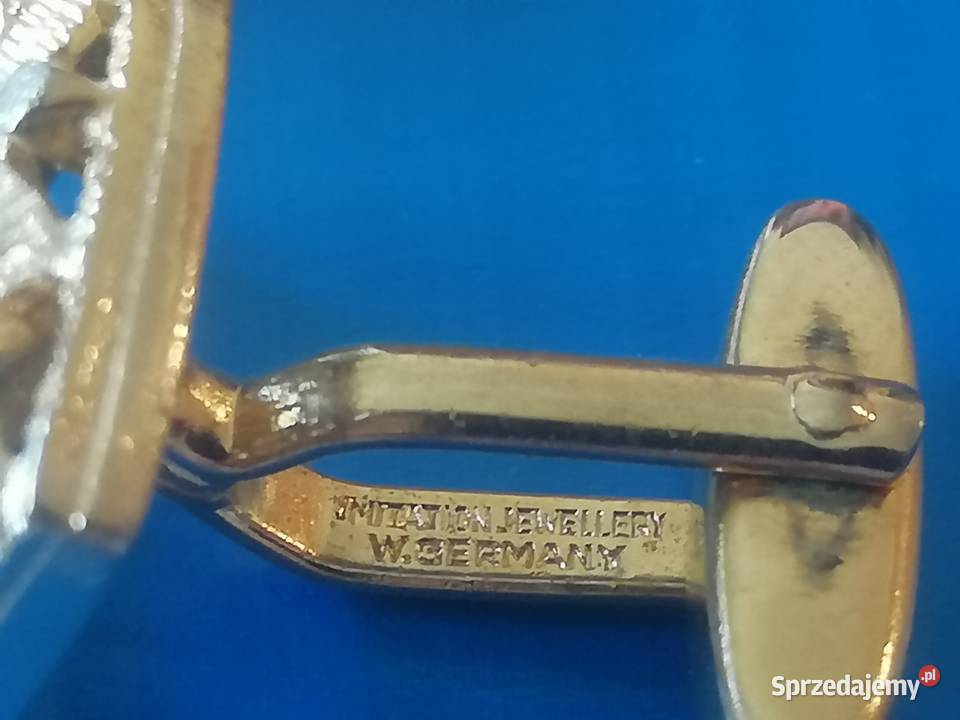 "IMITATION JEWELLERY"
W. GERMANY
Sprzedajemy.pl